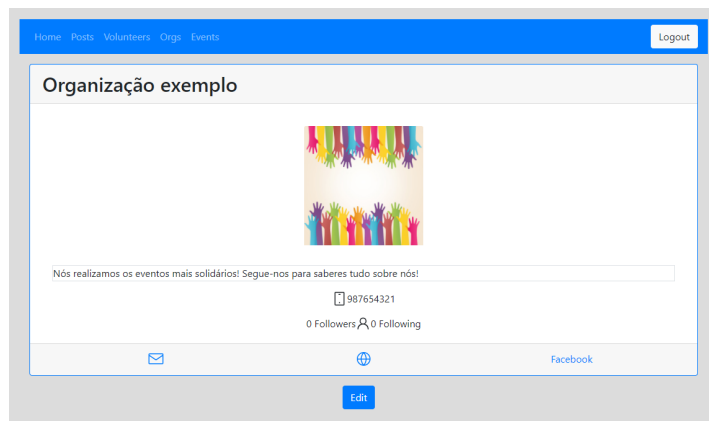 Home Posts Volunteers Orgs Events Logout
Organização exemplo
Nós realizamos os eventos mais solidários! Segue-nos para saberes tudo sobre nós!
987654321
0 Followers 0 Following
Facebook
Edit